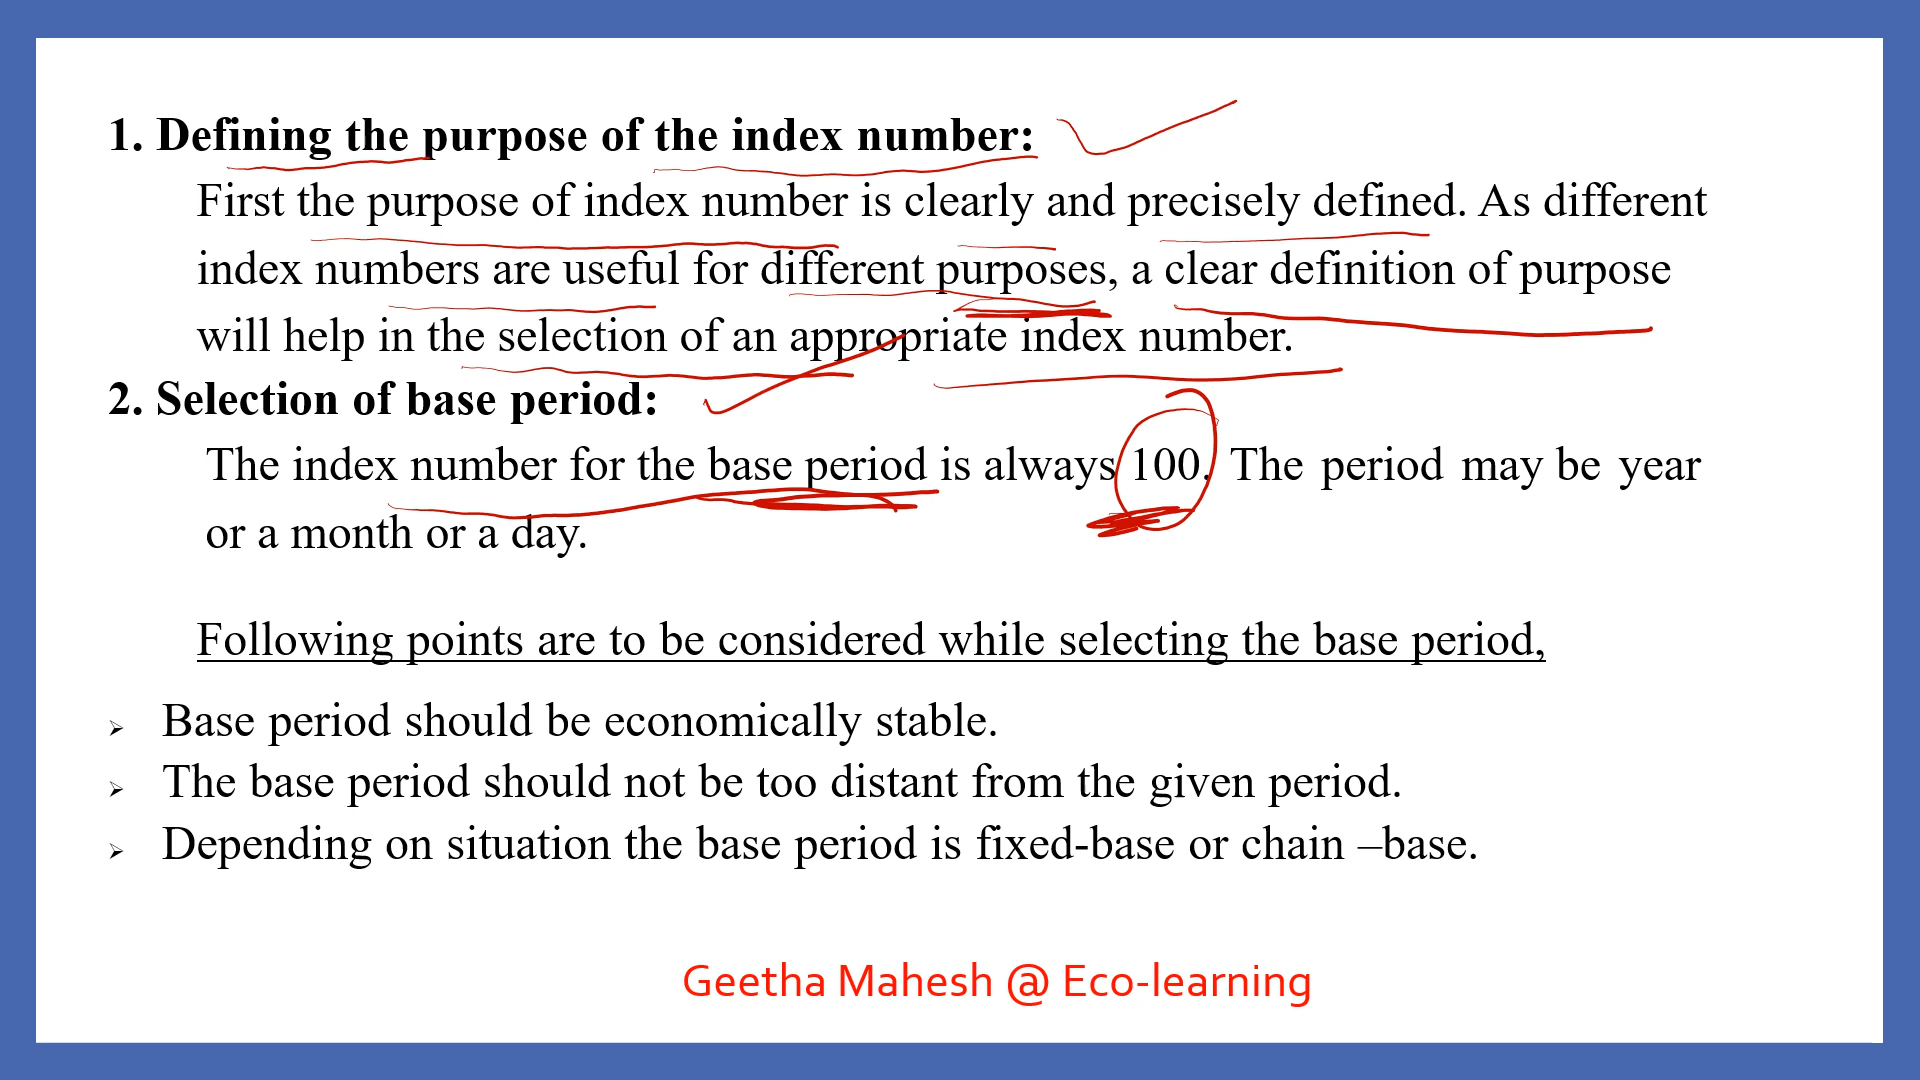 1. Defining the purpose of the index number:
First the purpose of index number is clearly and precisely defined. As different
index numbers are useful for different purposes, a clear definition of purpose
will help in the selection of an appropriate index number.
2. Selection of base period:
The index number for the base period is always 100. The period may be year
or a month or a day.
Following points are to be considered while selecting the base period,
➢ Base period should be economically stable.
➢ The base period should not be too distant from the given period.
➢ Depending on situation the base period is fixed-base or chain –base.
Geetha Mahesh @ Eco-learning